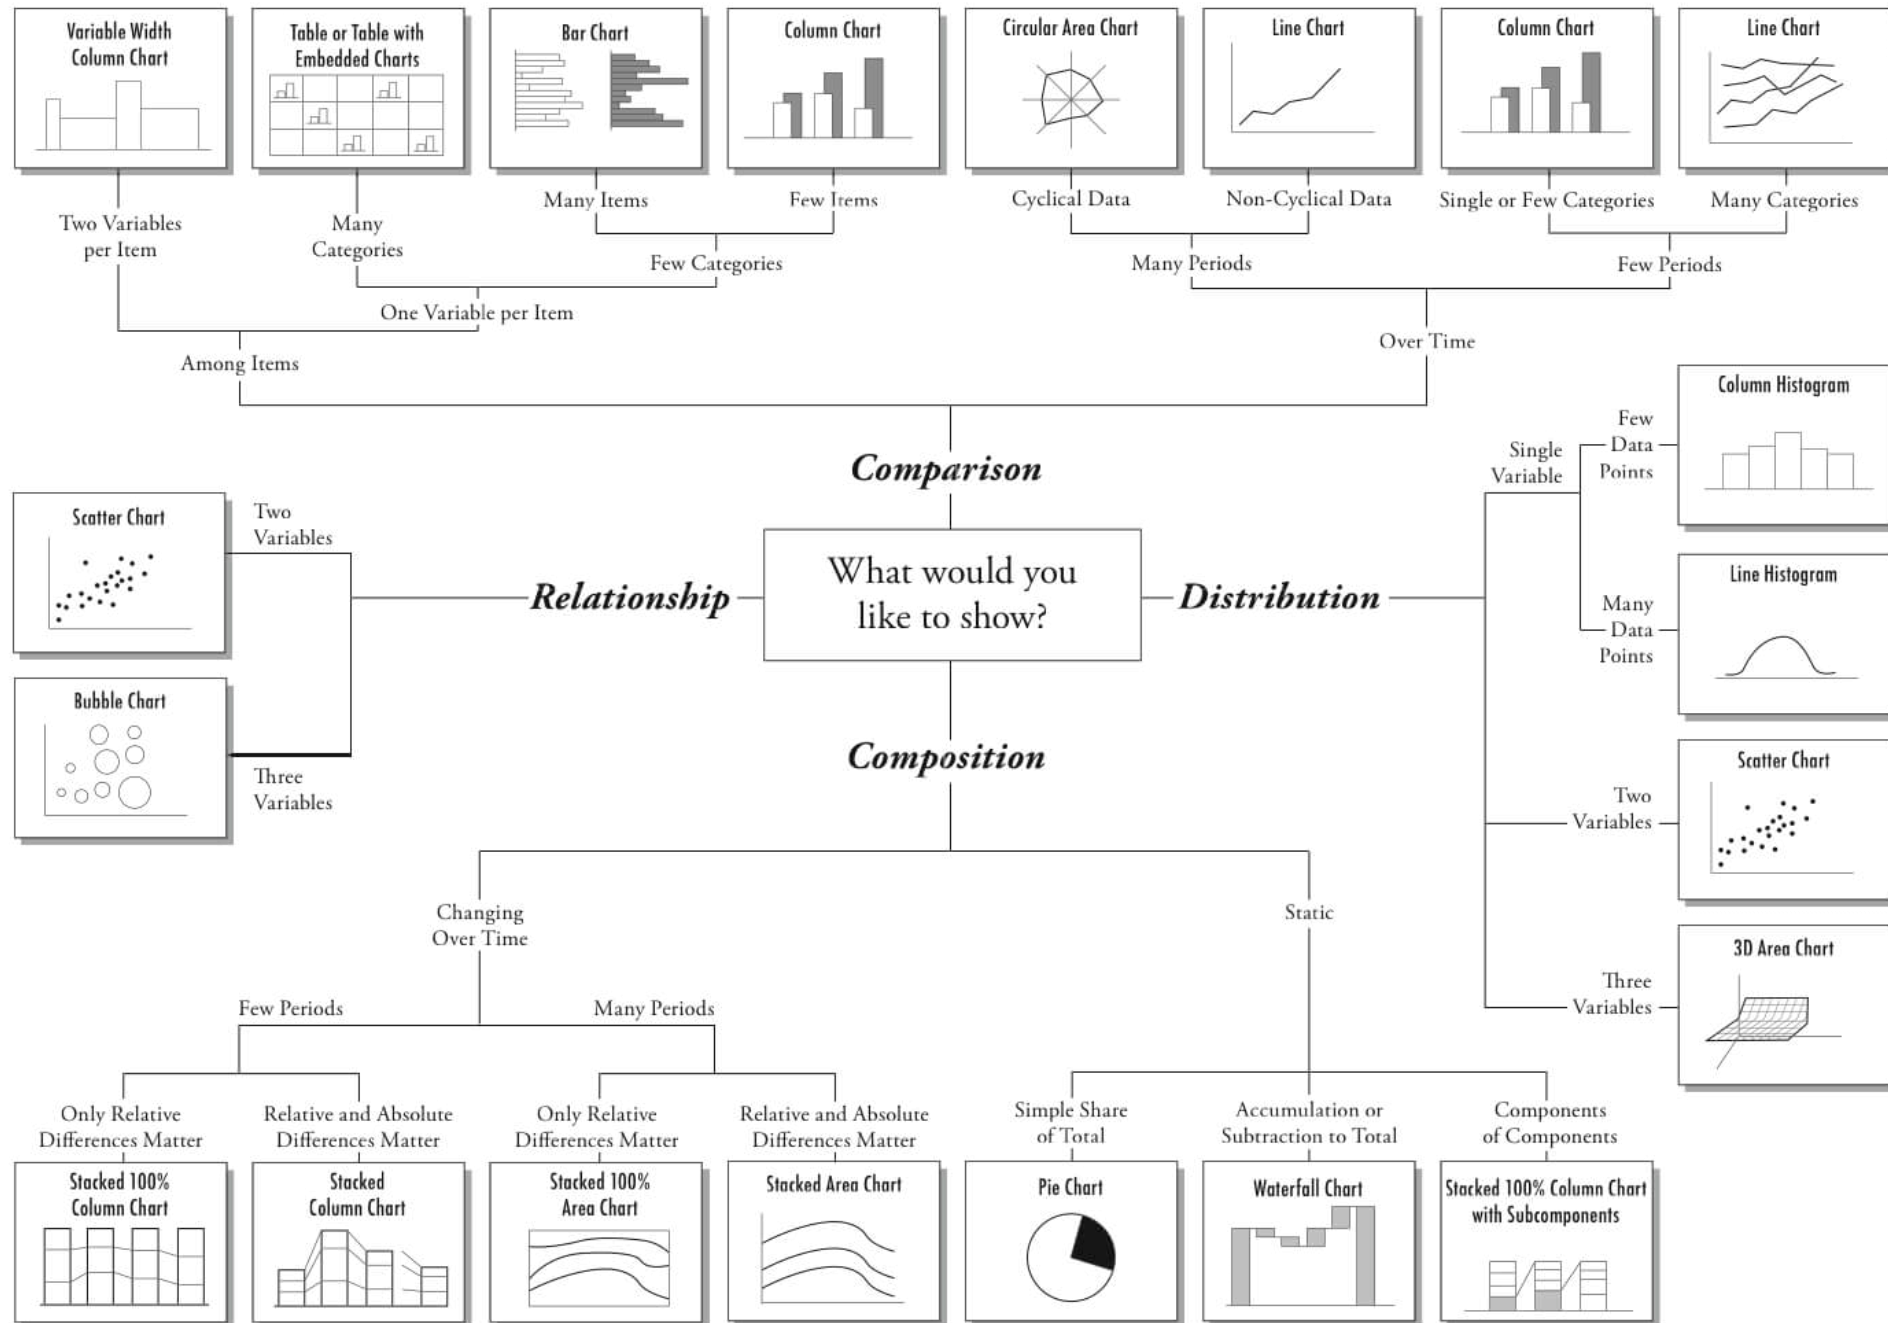 Variable Width
Column Chart
Table or Table with
Embedded Charts
Bar Chart
Column Chart
Circular Area Chart
Line Chart
Column Chart
Line Chart
Two Variables
per Item
Many
Categories
Many Items
Few Items
Cyclical Data
Non-Cyclical Data
Single or Few Categories
Many Categories
Few Categories
Many Periods
Few Periods
One Variable per Item
Over Time
Among Items
Comparison
What would you
like to show?
Relationship
Two
Variables
Scatter Chart
Bubble Chart
Three
Variables
Distribution
Single
Variable
Few
Data
Points
Column Histogram
Many
Data
Points
Line Histogram
Two
Variables
Scatter Chart
Three
Variables
3D Area Chart
Composition
Changing
Over Time
Static
Few Periods
Many Periods
Only Relative
Differences Matter
Relative and Absolute
Differences Matter
Only Relative
Differences Matter
Relative and Absolute
Differences Matter
Simple Share
of Total
Accumulation or
Subtraction to Total
Components
of Components
Stacked 100%
Column Chart
Stacked
Column Chart
Stacked 100%
Area Chart
Stacked Area Chart
Pie Chart
Waterfall Chart
Stacked 100% Column Chart
with Subcomponents